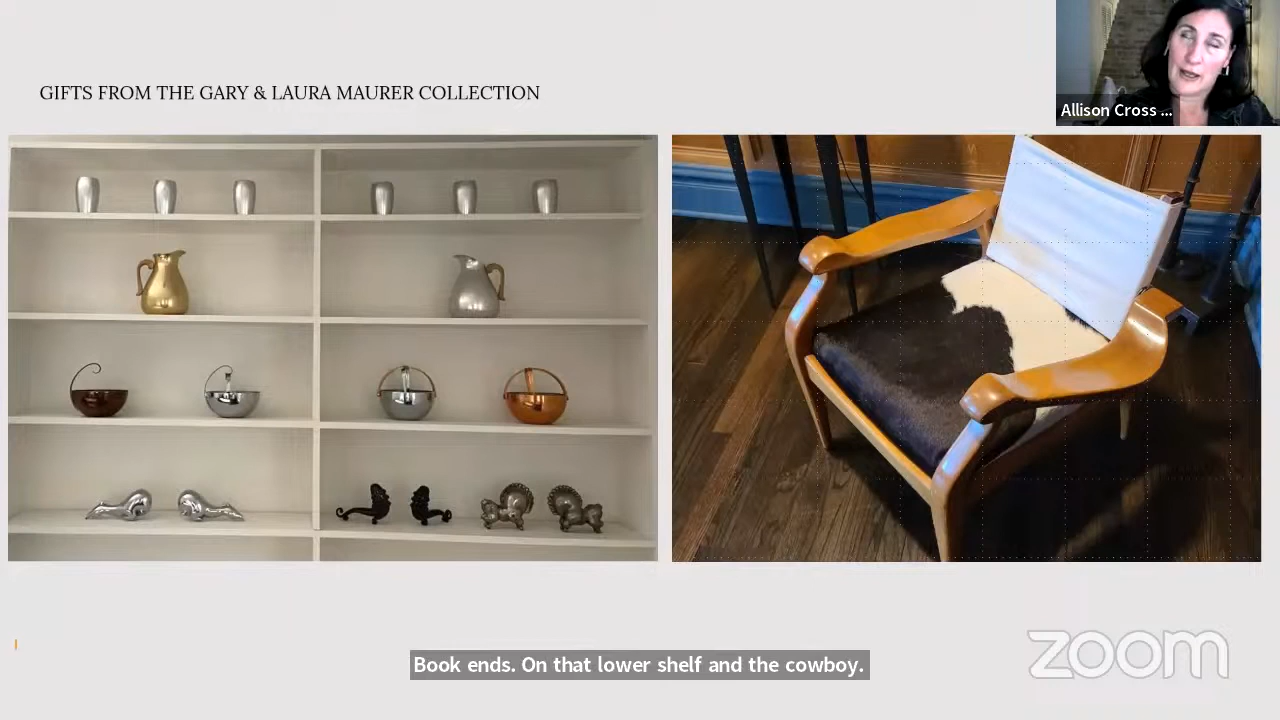 GIFTS FROM THE GARY & LAURA MAURER COLLECTION
Allison Cross ...
Book ends. On that lower shelf and the cowboy.
zoom